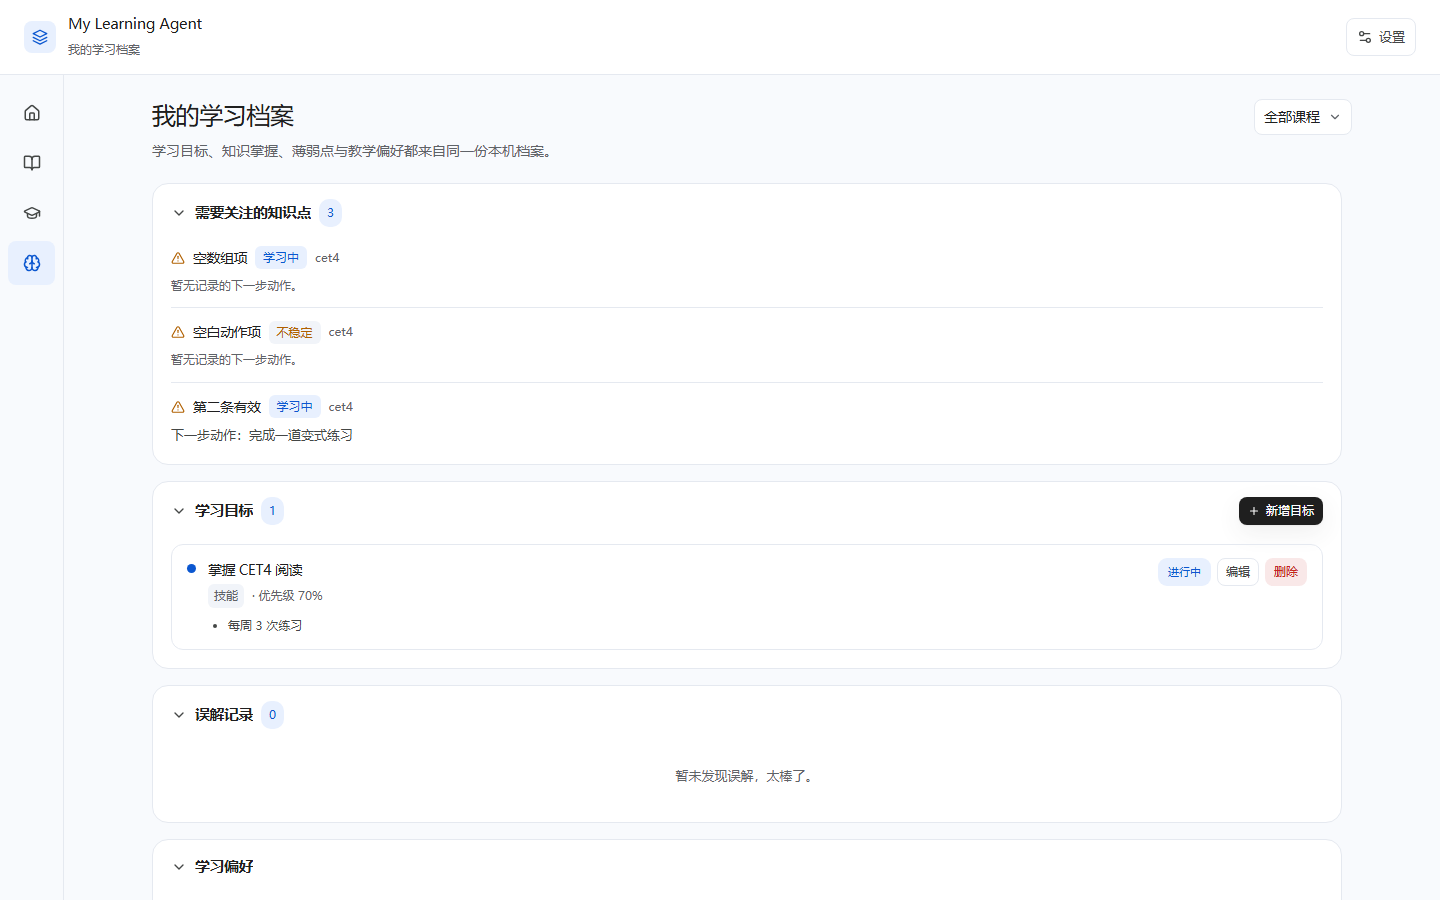 My Learning Agent
我的学习档案
设置
我的学习档案
全部课程
学习目标、知识掌握、薄弱点与教学偏好都来自同一份本机档案。
需要关注的知识点 3
空数组项 学习中 cet4
暂无记录的下一步动作。
空白动作项 不稳定 cet4
暂无记录的下一步动作。
第二条有效 学习中 cet4
下一步动作：完成一道变式练习
学习目标 1
+ 新增目标
掌握 CET4 阅读
进行中 编辑 删除
技能 · 优先级 70%
• 每周 3 次练习
误解记录 0
暂未发现误解，太棒了。
学习偏好